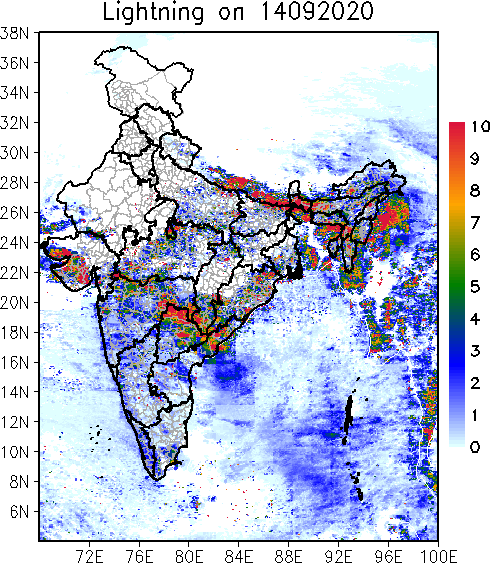 Lightning on 14092020
38N
36N
34N
32N
30N
28N
26N
24N
22N
20N
18N
16N
14N
12N
10N
8N
6N
72E 76E 80E 84E 88E 92E 96E 100E
10
9
8
7
6
5
4
3
2
1
0